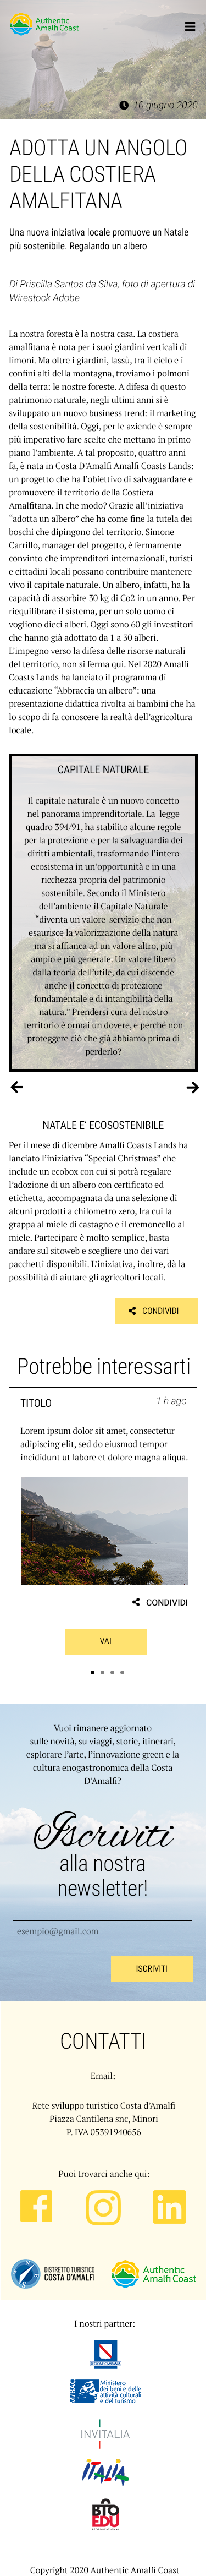 Authentic
Amalfi Coast
10 giugno 2020
ADOTTA UN ANGOLO
DELLA COSTIERA
AMALFITANA
Una nuova iniziativa locale promuove un Natale
più sostenibile. Regalando un albero
Di Priscilla Santos da Silva, foto di apertura di
Wirestock Adobe
La nostra foresta è la nostra casa. La costiera
amalfitana è nota per i suoi giardini verticali di
limoni. Ma oltre i giardini, lassù, tra il cielo e i
confini alti della montagna, troviamo i polmoni
della terra: le nostre foreste. A difesa di questo
patrimonio naturale, negli ultimi anni si è
sviluppato un nuovo business trend: il marketing
della sostenibilità. Oggi, per le aziende è sempre
più imperativo fare scelte che mettano in primo
piano l’ambiente. A tal proposito, quattro anni
fa, è nata in Costa D’Amalfi Amalfi Coasts Lands:
un progetto che ha l’obiettivo di salvaguardare e
promuovere il territorio della Costiera
Amalfitana. In che modo? Grazie all’iniziativa
“adotta un albero” che ha come fine la tutela dei
boschi che dipingono del territorio. Simone
Carrillo, manager del progetto, è fermamente
convinto che imprenditori internazionali, turisti
e cittadini locali possano contribuire mantenere
vivo il capitale naturale. Un albero, infatti, ha la
capacità di assorbire 30 kg di Co2 in un anno. Per
riequilibrare il sistema, per un solo uomo ci
vogliono dieci alberi. Oggi sono 60 gli investitori
che hanno già adottato da 1 a 30 alberi.
L’impegno verso la difesa delle risorse naturali
del territorio, non si ferma qui. Nel 2020 Amalfi
Coasts Lands ha lanciato il programma di
educazione “Abbraccia un albero”: una
presentazione didattica rivolta ai bambini che ha
lo scopo di fa conoscere la realtà dell’agricoltura
locale.
CAPITALE NATURALE
Il capitale naturale è un nuovo concetto
nel panorama imprenditoriale. La legge
quadro 394/91, ha stabilito alcune regole
per la protezione e per la salvaguardia dei
diritti ambientali, trasformando l’intero
ecosistema in un’opportunità e in una
ricchezza propria del patrimonio
sostenibile. Secondo il Ministero
dell’ambiente il Capitale Naturale
“diventa un valore-servizio che non
esaurisce la valorizzazione della natura
ma si affianca ad un valore altro, più
ampio e più generale. Un valore libero
dalla teoria dell’utile, da cui discende
anche il concetto di protezione
fondamentale e di intangibilità della
natura.” Prendersi cura del nostro
territorio è ormai un dovere, e perché non
proteggere ciò che già abbiamo prima di
perderlo?
NATALE E’ ECOSOSTENIBILE
Per il mese di dicembre Amalfi Coasts Lands ha
lanciato l’iniziativa “Special Christmas” che
include un ecobox con cui si potrà regalare
l’adozione di un albero con certificato ed
etichetta, accompagnata da una selezione di
alcuni prodotti a chilometro zero, fra cui la
grappa al miele di castagno e il cremoncello al
miele. Partecipare è molto semplice, basta
andare sul sitoweb e scegliere uno dei vari
pacchetti disponibili. L’iniziativa, inoltre, dà la
possibilità di aiutare gli agricoltori locali.
CONDIVIDI
Potrebbe interessarti
TITOLO
1 h ago
Lorem ipsum dolor sit amet, consectetur
adipiscing elit, sed do eiusmod tempor
incididunt ut labore et dolore magna aliqua.
CONDIVIDI
VAI
Vuoi rimanere aggiornato
sulle novità, su viaggi, storie, itinerari,
esplorare l’arte, l’innovazione green e la
cultura enogastronomica della Costa
D’Amalfi?
Iscriviti
alla nostra
newsletter!
esempio@gmail.com
ISCRIVITI
CONTATTI
Email:
Rete sviluppo turistico Costa d’Amalfi
Piazza Cantilena snc, Minori
P. IVA 05391940656
Puoi trovarci anche qui:
DISTRETTO TURISTICO
COSTA D’AMALFI
Authentic
Amalfi Coast
I nostri partner:
REGIONE CAMPANIA
MiBAC
Ministero
dei beni e delle
attività culturali
e del turismo
INVITALIA
ITALIA
BTO
EDU
Copyright 2020 Authentic Amalfi Coast